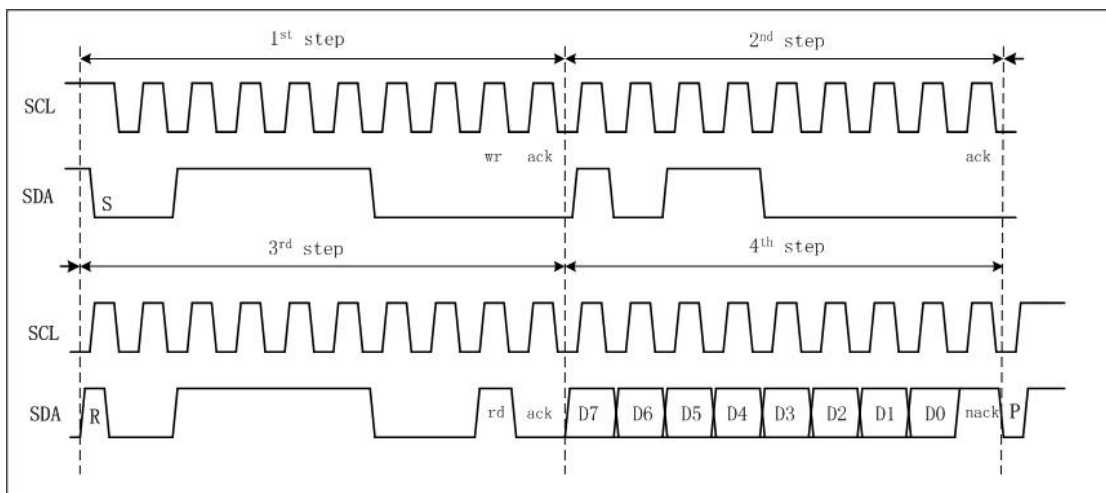 1st step 2nd step
SCL
wr ack ack
SDA S
3rd step 4th step
SCL
SDA R rd ack D7 D6 D5 D4 D3 D2 D1 D0 nack P